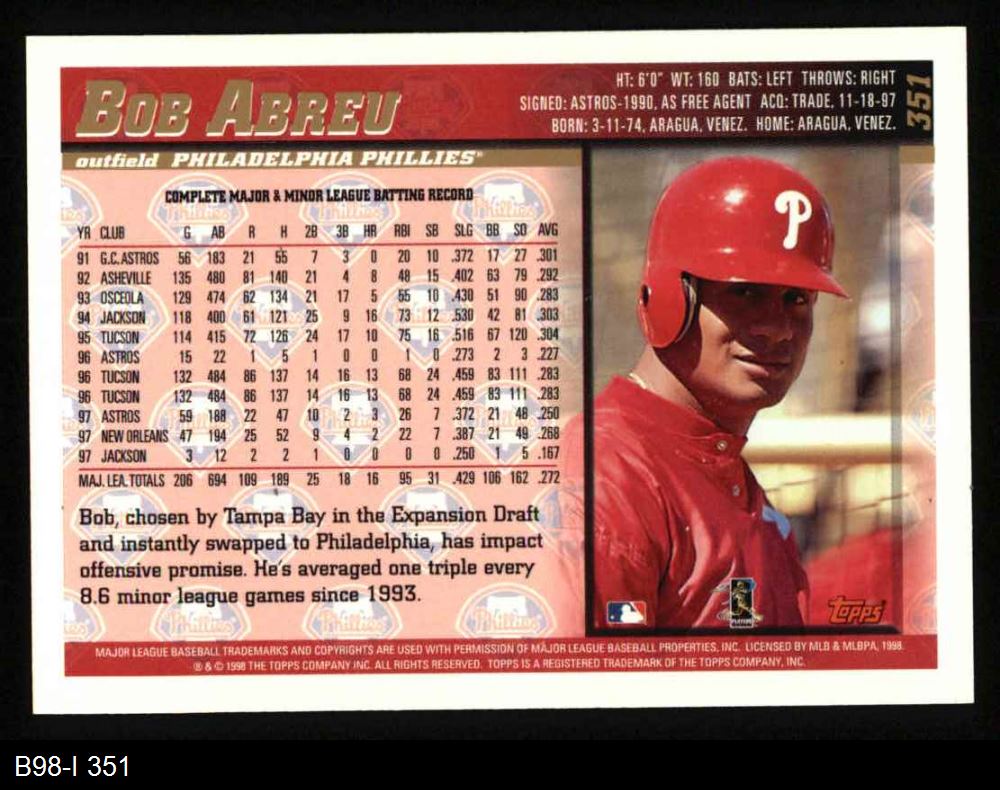 BOB ABREU
HT: 6'0" WT: 160 BATS: LEFT THROWS: RIGHT
SIGNED: ASTROS-1990, AS FREE AGENT ACQ: TRADE, 11-18-97
BORN: 3-11-74, ARAGUA, VENEZ. HOME: ARAGUA, VENEZ.
351
outfield PHILADELPHIA PHILLIES
COMPLETE MAJOR & MINOR LEAGUE BATTING RECORD
YR CLUB G AB R H 2B 3B HR RBI SB SLG BB SO AVG
91 G.C.ASTROS 56 183 21 55 7 3 0 20 10 .372 17 27 .301
92 ASHEVILLE 135 480 81 140 21 4 8 48 15 .402 63 79 .292
93 OSCEOLA 129 474 62 134 21 17 5 55 10 .430 51 90 .283
94 JACKSON 118 400 61 121 25 9 16 73 12 .530 42 81 .303
95 TUCSON 114 415 72 126 24 17 10 75 16 .516 67 120 .304
96 ASTROS 15 22 1 5 1 0 0 1 0 .273 2 3 .227
96 TUCSON 132 484 86 137 14 16 13 68 24 .459 83 111 .283
96 TUCSON 132 484 86 137 14 16 13 68 24 .459 83 111 .283
97 ASTROS 59 188 22 47 10 2 3 26 7 .372 21 48 .250
97 NEW ORLEANS 47 194 25 52 9 4 2 22 7 .387 21 49 .268
97 JACKSON 3 12 2 2 1 0 0 0 0 .250 1 5 .167
MAJ. LEA. TOTALS 206 694 109 189 25 18 16 95 31 .429 106 162 .272
Bob, chosen by Tampa Bay in the Expansion Draft
and instantly swapped to Philadelphia, has impact
offensive promise. He's averaged one triple every
8.6 minor league games since 1993.
P
TOPPS
MAJOR LEAGUE BASEBALL TRADEMARKS AND COPYRIGHTS ARE USED WITH PERMISSION OF MAJOR LEAGUE BASEBALL PROPERTIES, INC. LICENSED BY MLB & MLBPA, 1998.
® & © 1998 THE TOPPS COMPANY INC. ALL RIGHTS RESERVED. TOPPS IS A REGISTERED TRADEMARK OF THE TOPPS COMPANY, INC.
B98-I 351